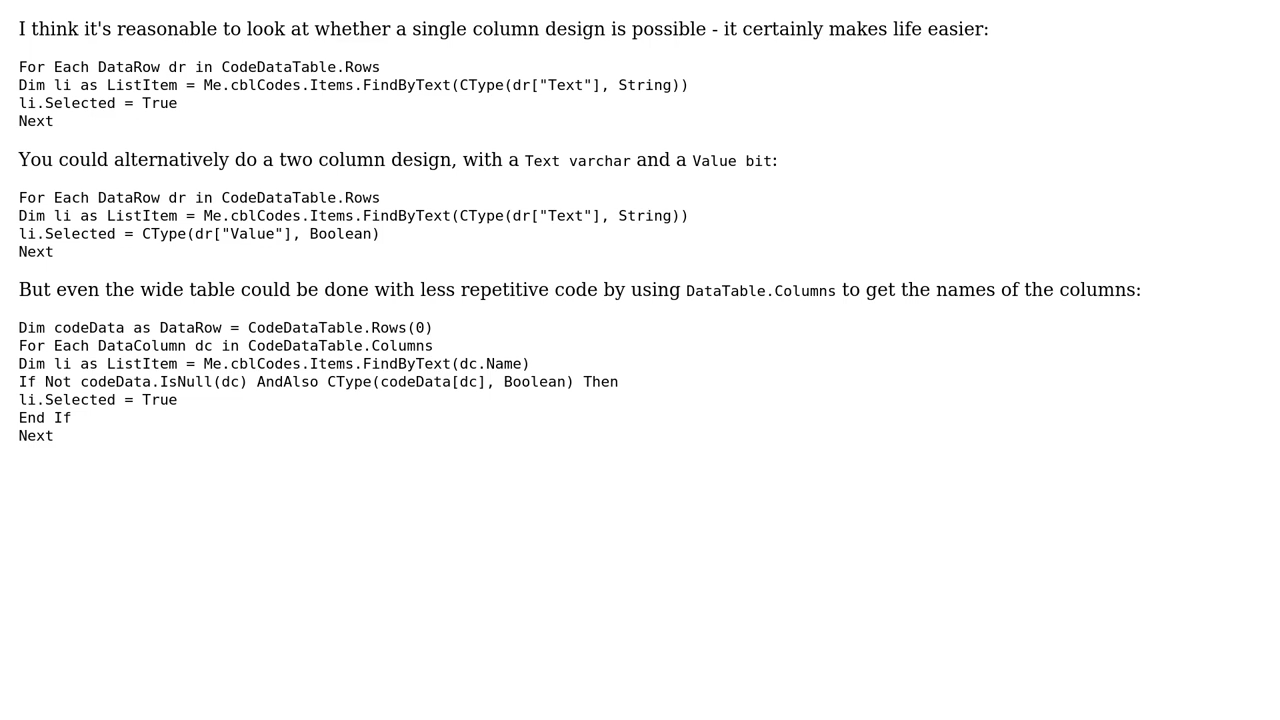 I think it's reasonable to look at whether a single column design is possible - it certainly makes life easier:
For Each DataRow dr in CodeDataTable.Rows
Dim li as ListItem = Me.cblCodes.Items.FindByText(CType(dr["Text"], String))
li.Selected = True
Next
You could alternatively do a two column design, with a Text varchar and a Value bit:
For Each DataRow dr in CodeDataTable.Rows
Dim li as ListItem = Me.cblCodes.Items.FindByText(CType(dr["Text"], String))
li.Selected = CType(dr["Value"], Boolean)
Next
But even the wide table could be done with less repetitive code by using DataTable.Columns to get the names of the columns:
Dim codeData as DataRow = CodeDataTable.Rows(0)
For Each DataColumn dc in CodeDataTable.Columns
Dim li as ListItem = Me.cblCodes.Items.FindByText(dc.Name)
If Not codeData.IsNull(dc) AndAlso CType(codeData[dc], Boolean) Then
li.Selected = True
End If
Next